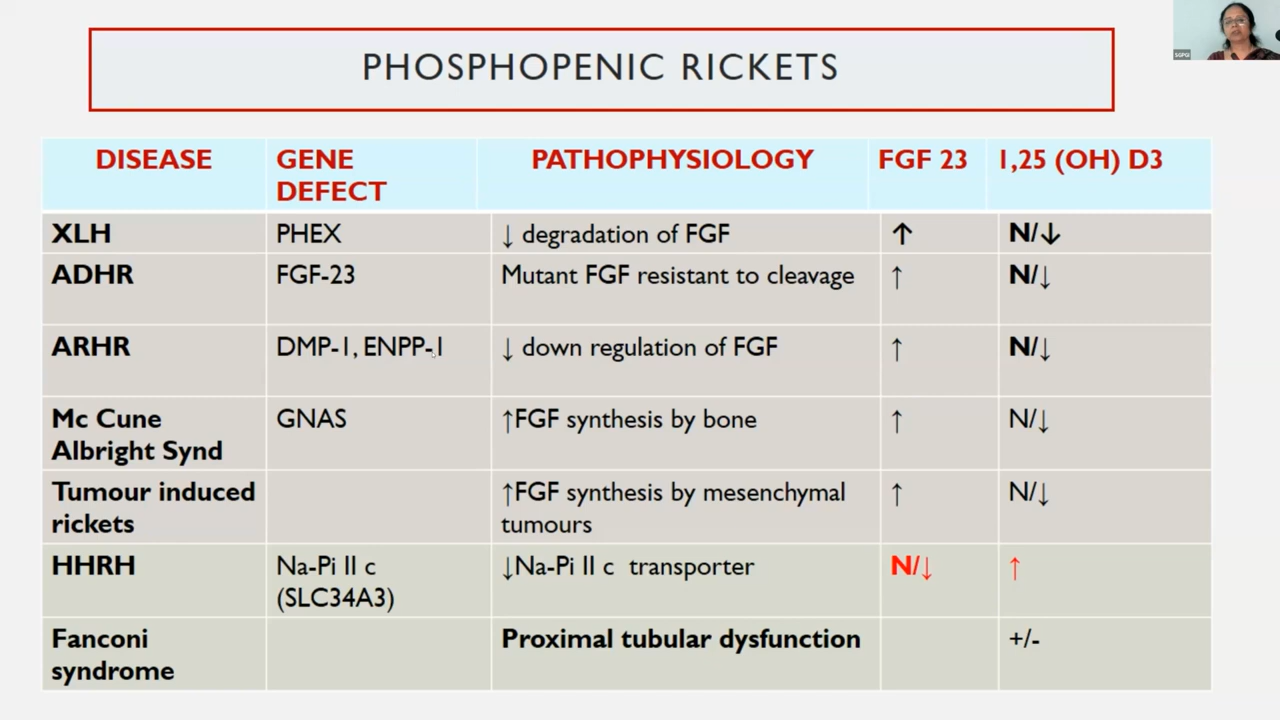 PHOSPHOPENIC RICKETS
SGPGI
DISEASE GENE DEFECT PATHOPHYSIOLOGY FGF 23 1,25 (OH) D3
XLH PHEX ↓ degradation of FGF ↑ N/↓
ADHR FGF-23 Mutant FGF resistant to cleavage ↑ N/↓
ARHR DMP-1, ENPP-1 ↓ down regulation of FGF ↑ N/↓
Mc Cune Albright Synd GNAS ↑FGF synthesis by bone ↑ N/↓
Tumour induced rickets ↑FGF synthesis by mesenchymal tumours ↑ N/↓
HHRH Na-Pi II c (SLC34A3) ↓Na-Pi II c transporter N/↓ ↑
Fanconi syndrome Proximal tubular dysfunction +/-